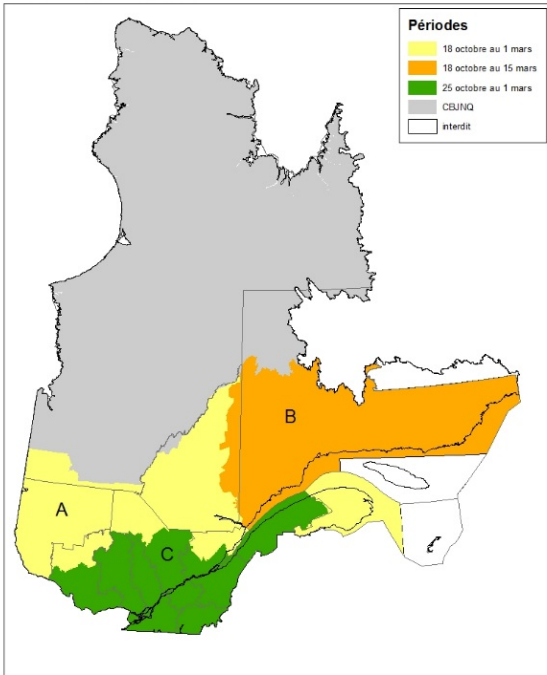 Périodes
18 octobre au 1 mars
18 octobre au 15 mars
25 octobre au 1 mars
CBJNQ
interdit
B
A
C